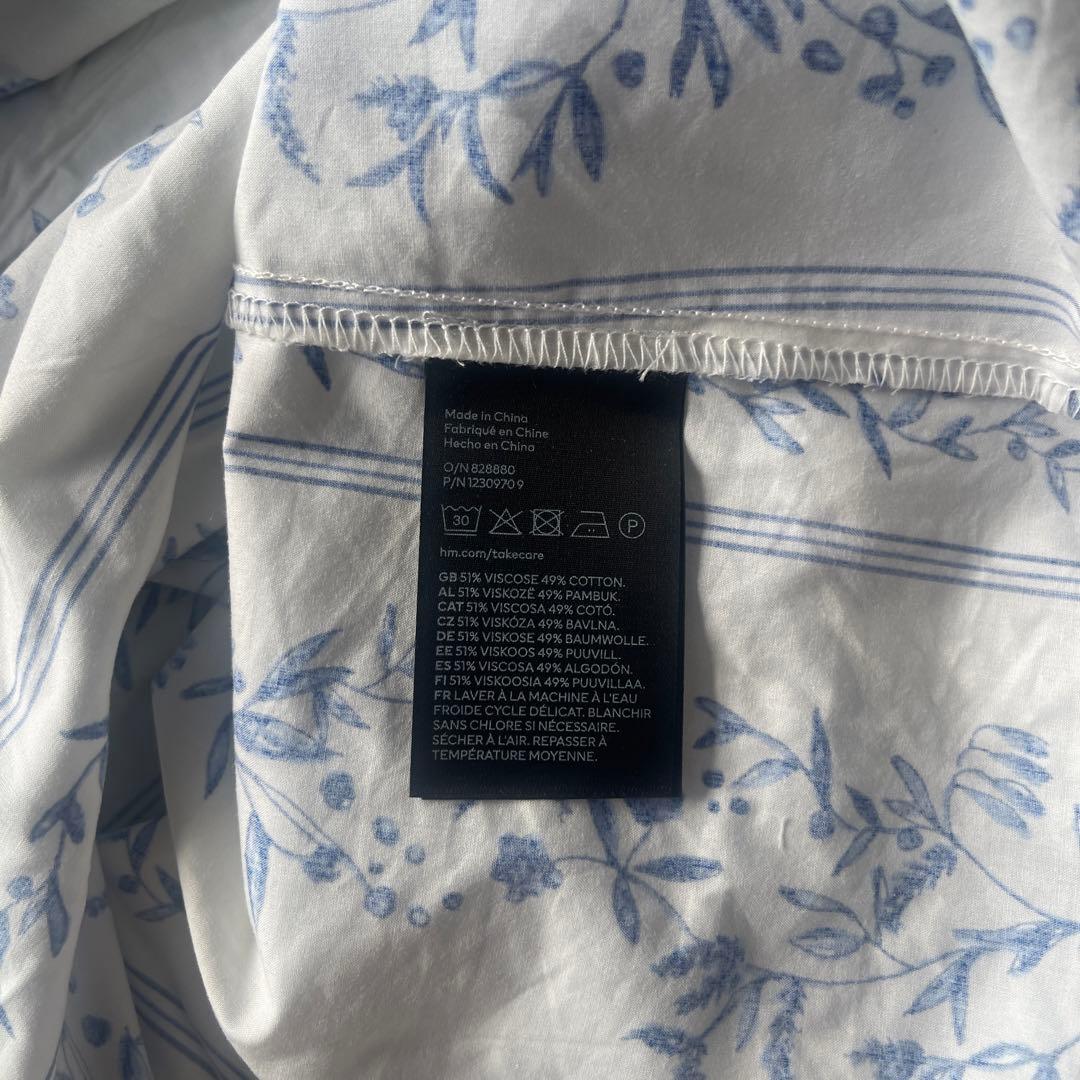 Made in China
Fabriqué en Chine
Hecho en China
O/N 828880
P/N 1230970 9
30
P
hm.com/takecare
GB 51% VISCOSE 49% COTTON.
AL 51% VISKOZË 49% PAMBUK.
CAT 51% VISCOSA 49% COTÓ.
CZ 51% VISKÓZA 49% BAVLNA.
DE 51% VISKOSE 49% BAUMWOLLE.
EE 51% VISKOOS 49% PUUVILL.
ES 51% VISCOSA 49% ALGODÓN.
FI 51% VISKOOSIA 49% PUUVILLAA.
FR LAVER À LA MACHINE À L'EAU
FROIDE CYCLE DÉLICAT. BLANCHIR
SANS CHLORE SI NÉCESSAIRE.
SÉCHER À L'AIR. REPASSER À
TEMPÉRATURE MOYENNE.